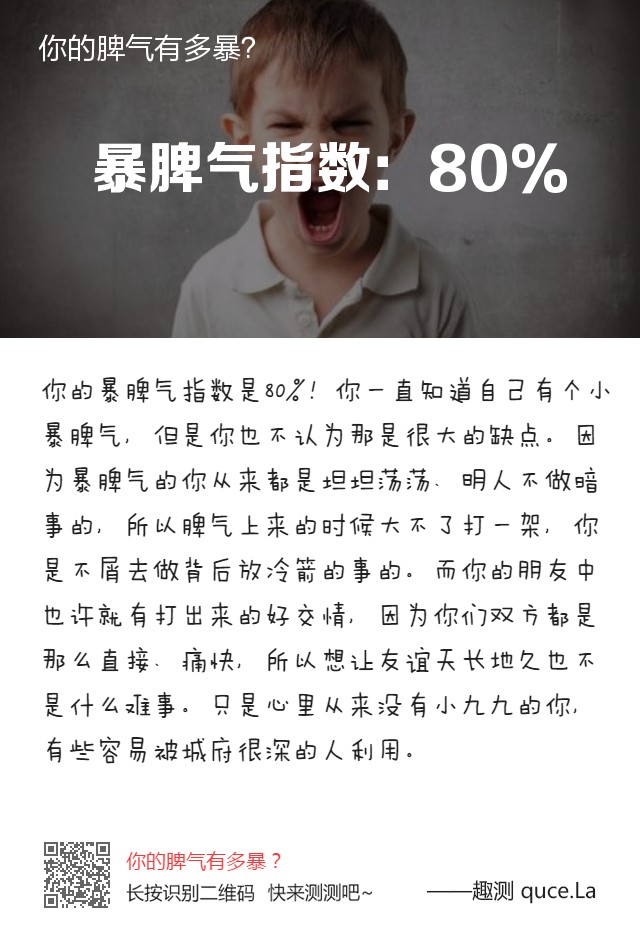 你的脾气有多暴?
暴脾气指数: 80%
你的暴脾气指数是80%! 你一直知道自己有个小
暴脾气, 但是你也不认为那是很大的缺点。因
为暴脾气的你从来都是坦坦荡荡、明人不做暗
事的, 所以脾气上来的时候大不了打一架, 你
是不屑去做背后放冷箭的事的。而你的朋友中
也许就有打出来的好交情, 因为你们双方都是
那么直接、痛快, 所以想让友谊天长地久也不
是什么难事。只是心里从来没有小九九的你,
有些容易被城府很深的人利用。
你的脾气有多暴?
长按识别二维码 快来测测吧~
——趣测 quce.La